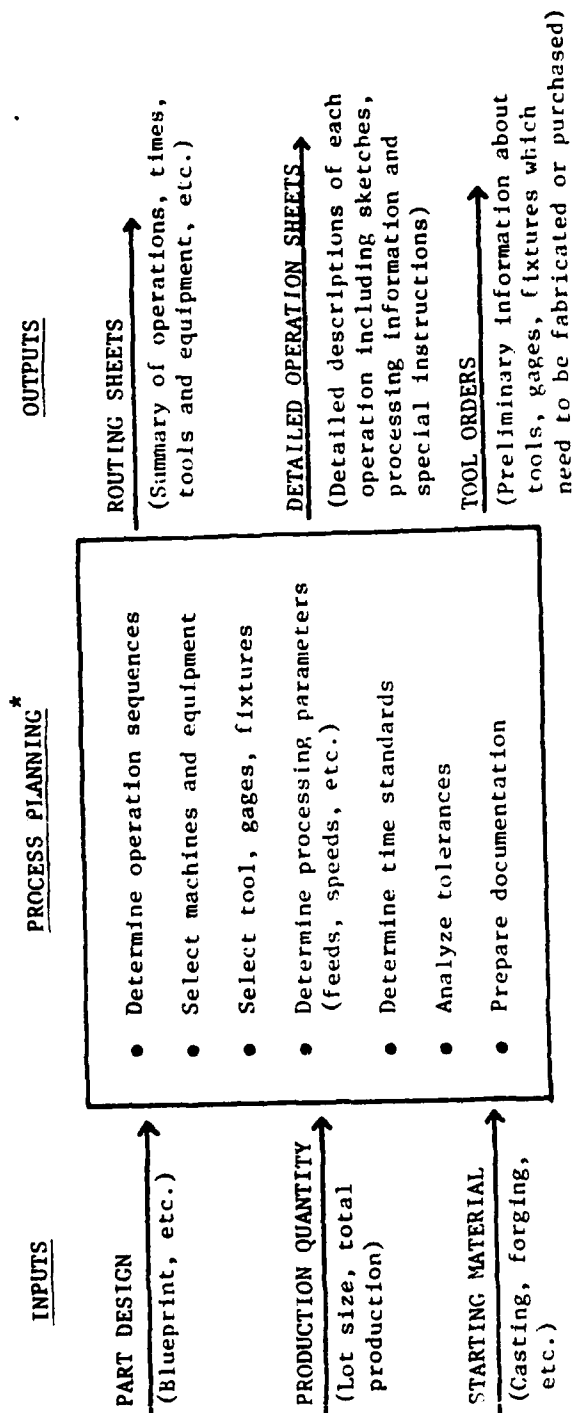 INPUTS
PART DESIGN
(Blueprint, etc.)
PRODUCTION QUANTITY
(Lot size, total
production)
STARTING MATERIAL
(Casting, forging,
etc.)
PROCESS PLANNING*
● Determine operation sequences
● Select machines and equipment
● Select tool, gages, fixtures
● Determine processing parameters
(feeds, speeds, etc.)
● Determine time standards
● Analyze tolerances
● Prepare documentation
OUTPUTS
ROUTING SHEETS
(Summary of operations, times,
tools and equipment, etc.)
DETAILED OPERATION SHEETS
(Detailed descriptions of each
operation including sketches,
processing information and
special instructions)
TOOL ORDERS
(Preliminary information about
tools, gages, fixtures which
need to be fabricated or purchased)